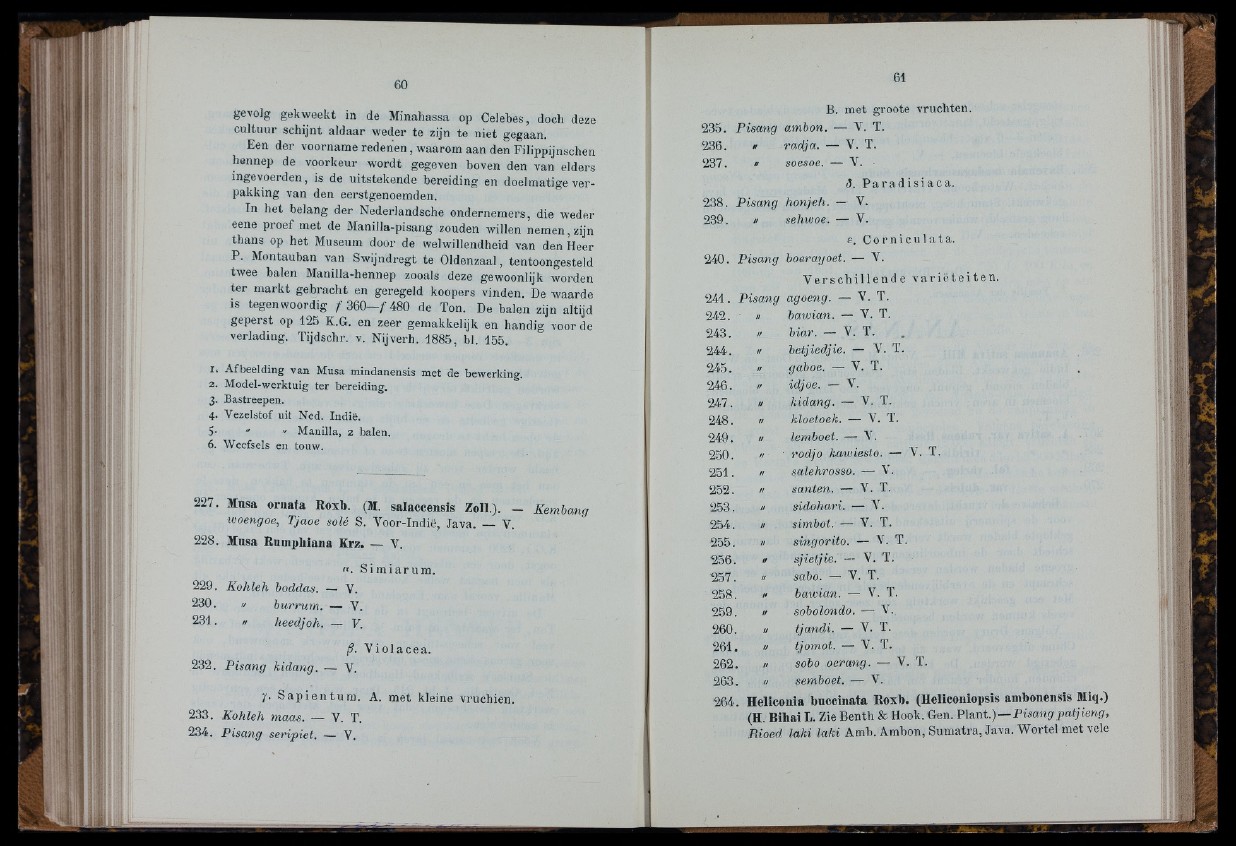 60
gevolg gekweekt in de Minahassa op Celebes, doch deze
cultuur schijnt aldaar weder te zijn te niet gegaan.
Een der voorname redenen, waarom aan den Filippijnschen
hennep de voorkeur wordt gegeven boven den van elders
ingevoerden, is de uitstekende bereiding en doelmatige ver-
pakking van den eerstgenoemden.
In het belang der Nederlandsche ondernemers, die weder
eene proef met de Manilla-pisang zouden willen nemen, zijn
thans op het Museum door de welwillendheid van den Heer
P. Montauban van Swijndregt te Oldenzaal, tentoongesteld
twee balen Manilla-hennep zooals deze gewoonlijk worden
ter markt gebracht en geregeld koopers vinden. De waarde
is tegenwoordig ƒ 360—ƒ 480 de Ton. De balen zijn altijd
geperst op 125 K.G. en zeer gemakkelijk en handig voor de
verlading. Tijdschr. v. Nijverh. 1885, bl. 155.
1. Afbeelding van Musa mindanensis met de bewerking.
2. Model-werktuig ter bereiding.
3. Bastreepen.
4. Vezelstof uit Ned. Indië.
5. " " Manilla, 2 balen.
6. Weefsels en touw.
227. Musa ornata Roxb. (M. salaccensis Zoll.). — Kembang
woengoe, Tjaoe solé S. Voor-Indië, Java. — V.
228. Musa Rumphiana Krz. — V.
α. Simiarum.
229. Kohleh boddas. — V.
230. " burrum. — V.
231. " heedjoh. — V.
β. Violacea.
232. Pisang kidang. — V.
γ. Sapientum. A. met kleine vruchien.
233. Kohleh maas. — V. T.
234. Pisang seripiet. — V.
61
B. met groote vruchten.
235. Pisang ambon. — V. T.
236. " radja. — V. T.
237. " soesoe. — V.
δ. Paradisiaca.
238. Pisang honjeh. — V.
239. " sehwoe. — V.
ε. Corniculata.
240. Pisang boerayoet. — V.
Verschillende variëteiten.
241. Pisang agoeng. — V. T.
242. " bawian. — V. T.
243. " biar. — V. T.
244. " betjiedjie. — V. T.
245. " gaboe. — V. T.
246. " idjoe. — V.
247. " kidang. — V. T.
248. " kloetoek. — V. T.
249. " lemboet. — V.
250. " rodjo kawiesto. — V. T.
251. " salehrosso. — V.
252. " santen. — V. T.
253. " sidohari. — V.
254. " simbot. — V. T.
255. " singorito. — V. T.
256. " sjietjie. — V. T.
257. " sabo. — V. T.
258. " bawian. — V. T.
259. " sobolondo. — V.
260. " tjandi. — V. T.
261. " tjomot. — V. T.
262. " sobo oerang. — V. T.
263. " semboet. — V.
264. Heliconia buccinata Roxb. (Heliconiopsis ambonensis Miq.)
(H. Bihai L. Zie Benth & Hook. Gen. Plant.)—Pisang patjieng,
Bioed laki laki Amb. Ambon, Sumatra, Java. Wortel met vele